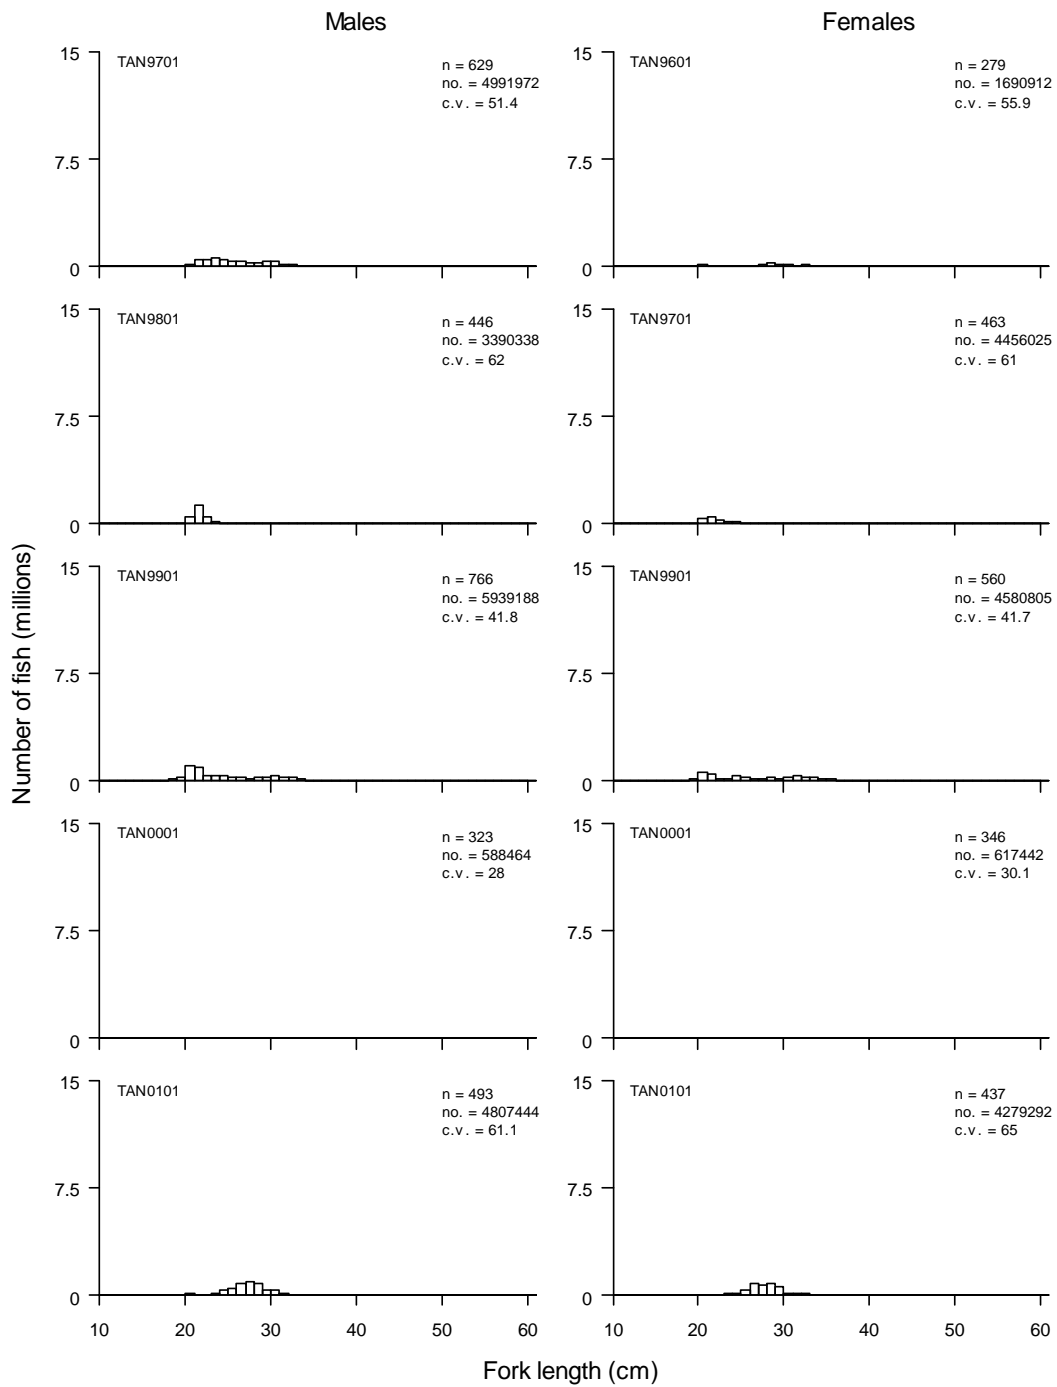 Males
Females
15
TAN9701
n = 629
no. = 4991972
c.v. = 51.4
7.5
0
15
TAN9601
n = 279
no. = 1690912
c.v. = 55.9
7.5
0
15
TAN9801
n = 446
no. = 3390338
c.v. = 62
7.5
0
15
TAN9701
n = 463
no. = 4456025
c.v. = 61
7.5
0
15
TAN9901
n = 766
no. = 5939188
c.v. = 41.8
7.5
0
15
TAN9901
n = 560
no. = 4580805
c.v. = 41.7
7.5
0
15
TAN0001
n = 323
no. = 588464
c.v. = 28
7.5
0
15
TAN0001
n = 346
no. = 617442
c.v. = 30.1
7.5
0
15
TAN0101
n = 493
no. = 4807444
c.v. = 61.1
7.5
0
10 20 30 40 50 60
15
TAN0101
n = 437
no. = 4279292
c.v. = 65
7.5
0
10 20 30 40 50 60
Number of fish (millions)
Fork length (cm)